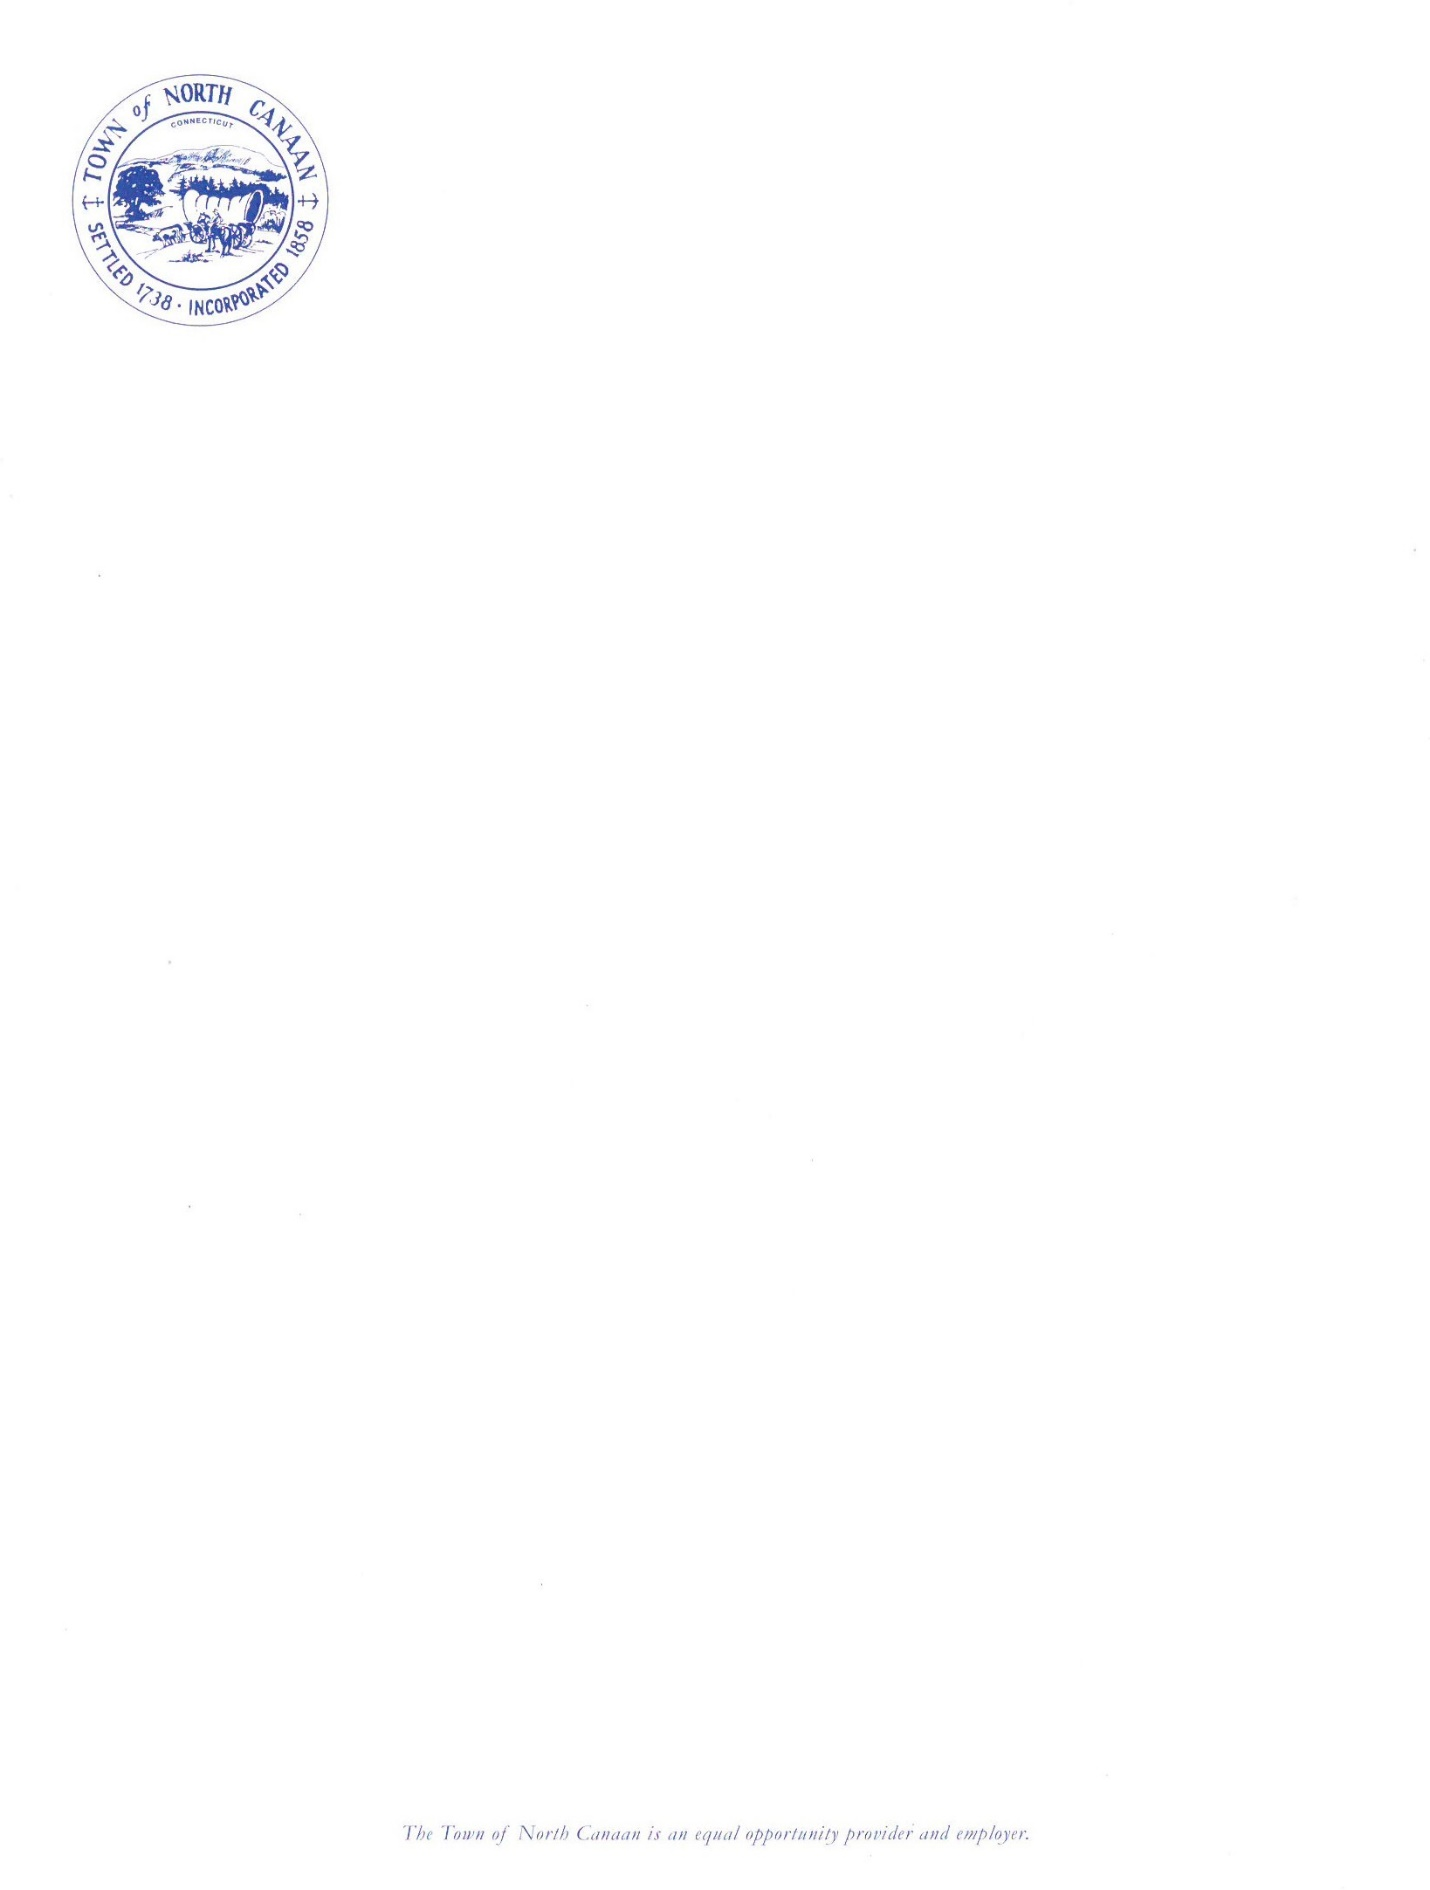 TOWN of NORTH CANAAN
CONNECTICUT
SETTLED 1738 · INCORPORATED 1858
The Town of North Canaan is an equal opportunity provider and employer.